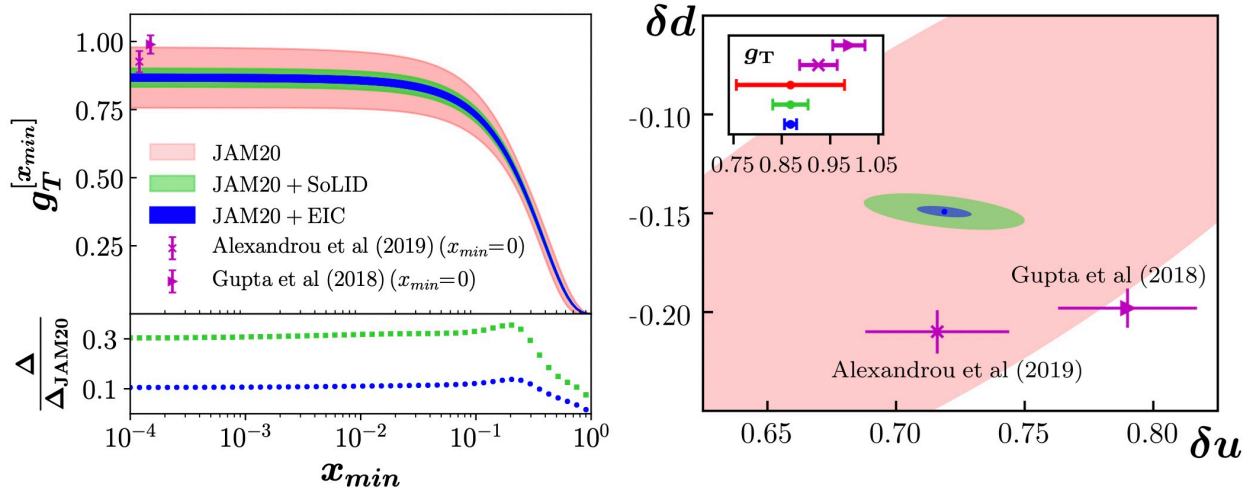 1.00
0.75
0.50
0.25
g_T^[x_min]
JAM20
JAM20 + SoLID
JAM20 + EIC
Alexandrou et al (2019) (x_min=0)
Gupta et al (2018) (x_min=0)
0.3
0.1
Δ/Δ_JAM20
10^-4 10^-3 10^-2 10^-1 10^0
x_min
δd
g_T
0.75 0.85 0.95 1.05
-0.10
-0.15
-0.20
Gupta et al (2018)
Alexandrou et al (2019)
0.65 0.70 0.75 0.80
δu